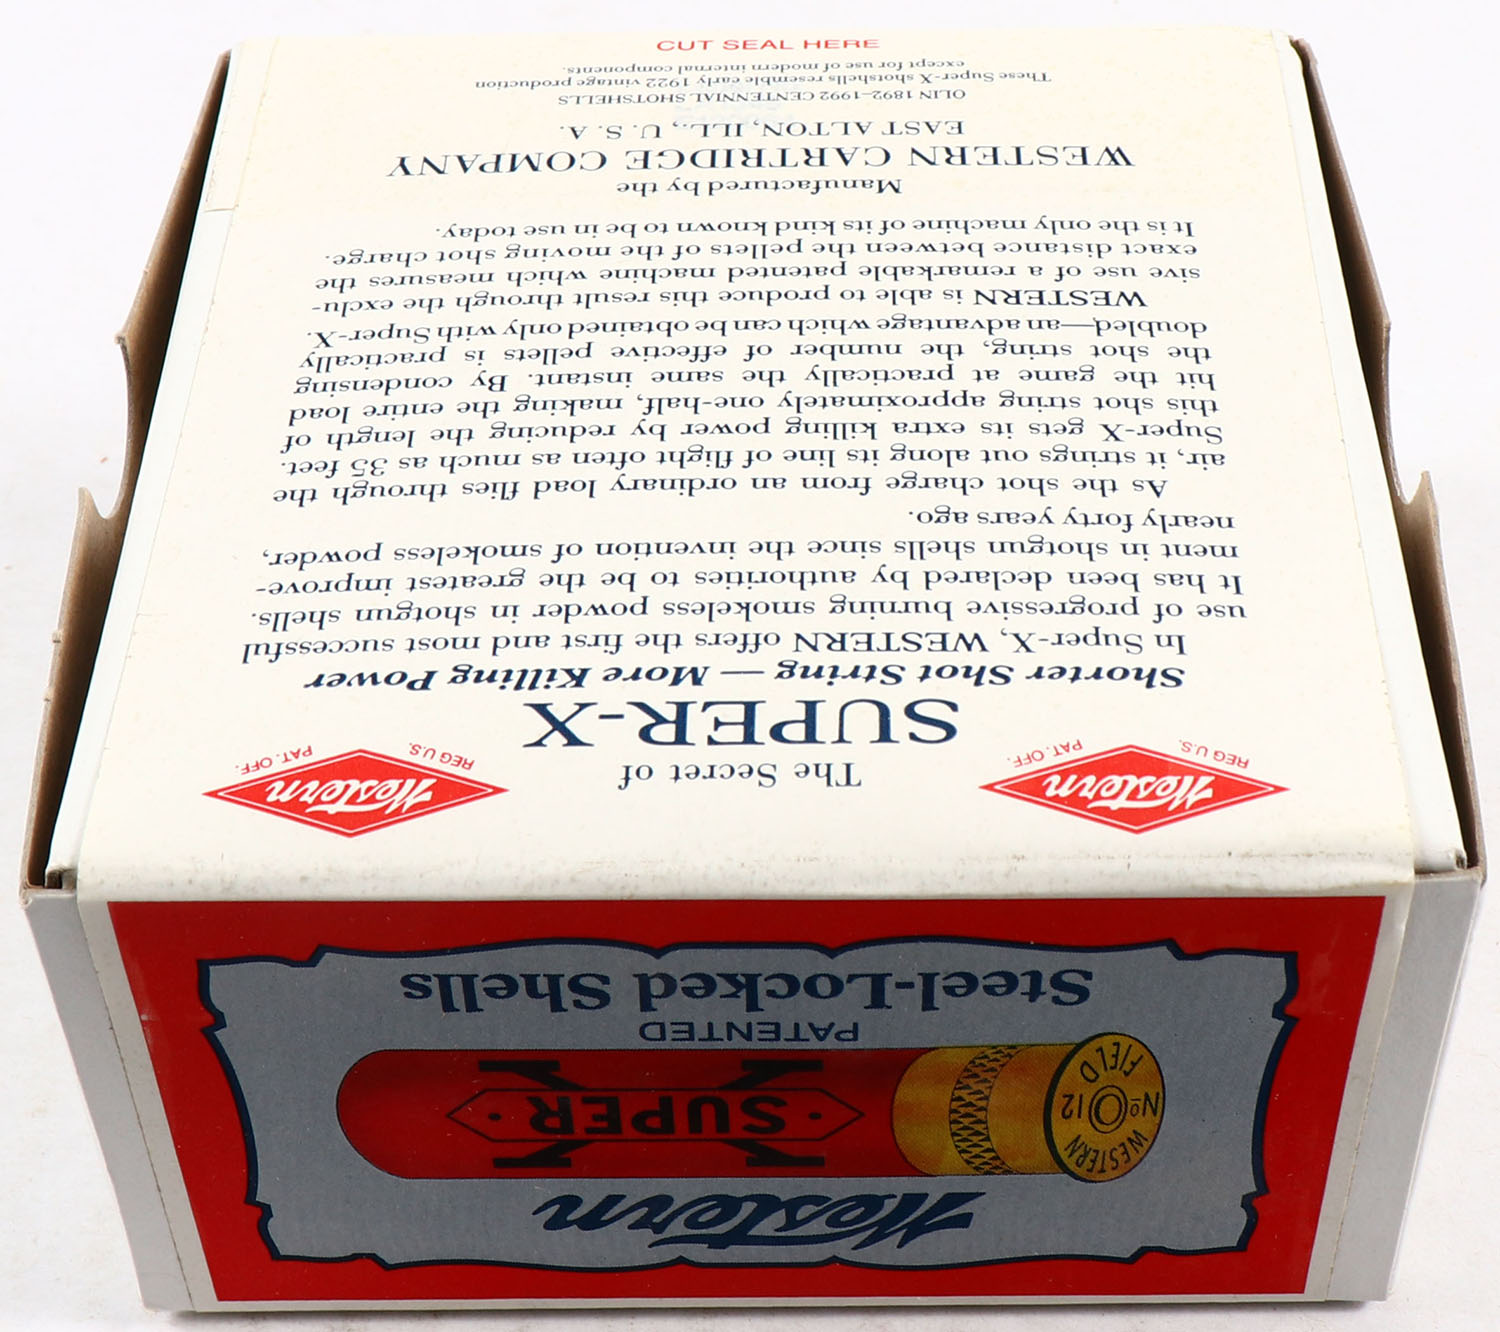 Western
WESTERN
No 12
FIELD
SUPER
X
PATENTED
Steel-Locked Shells
Western
REG U.S. PAT. OFF.
Western
REG U.S. PAT. OFF.
The Secret of
SUPER-X
Shorter Shot String — More Killing Power
In Super-X, WESTERN offers the first and most successful
use of progressive burning smokeless powder in shotgun shells.
It has been declared by authorities to be the greatest improve-
ment in shotgun shells since the invention of smokeless powder,
nearly forty years ago.
As the shot charge from an ordinary load flies through the
air, it strings out along its line of flight often as much as 35 feet.
Super-X gets its extra killing power by reducing the length of
this shot string approximately one-half, making the entire load
hit the game at practically the same instant. By condensing
the shot string, the number of effective pellets is practically
doubled—an advantage which can be obtained only with Super-X.
WESTERN is able to produce this result through the exclu-
sive use of a remarkable patented machine which measures the
exact distance between the pellets of the moving shot charge.
It is the only machine of its kind known to be in use today.
Manufactured by the
WESTERN CARTRIDGE COMPANY
EAST ALTON, ILL., U. S. A.
OLIN 1892-1992 CENTENNIAL SHOTSHELLS
These Super-X shotshells resemble early 1922 vintage production
except for use of modern internal components.
CUT SEAL HERE